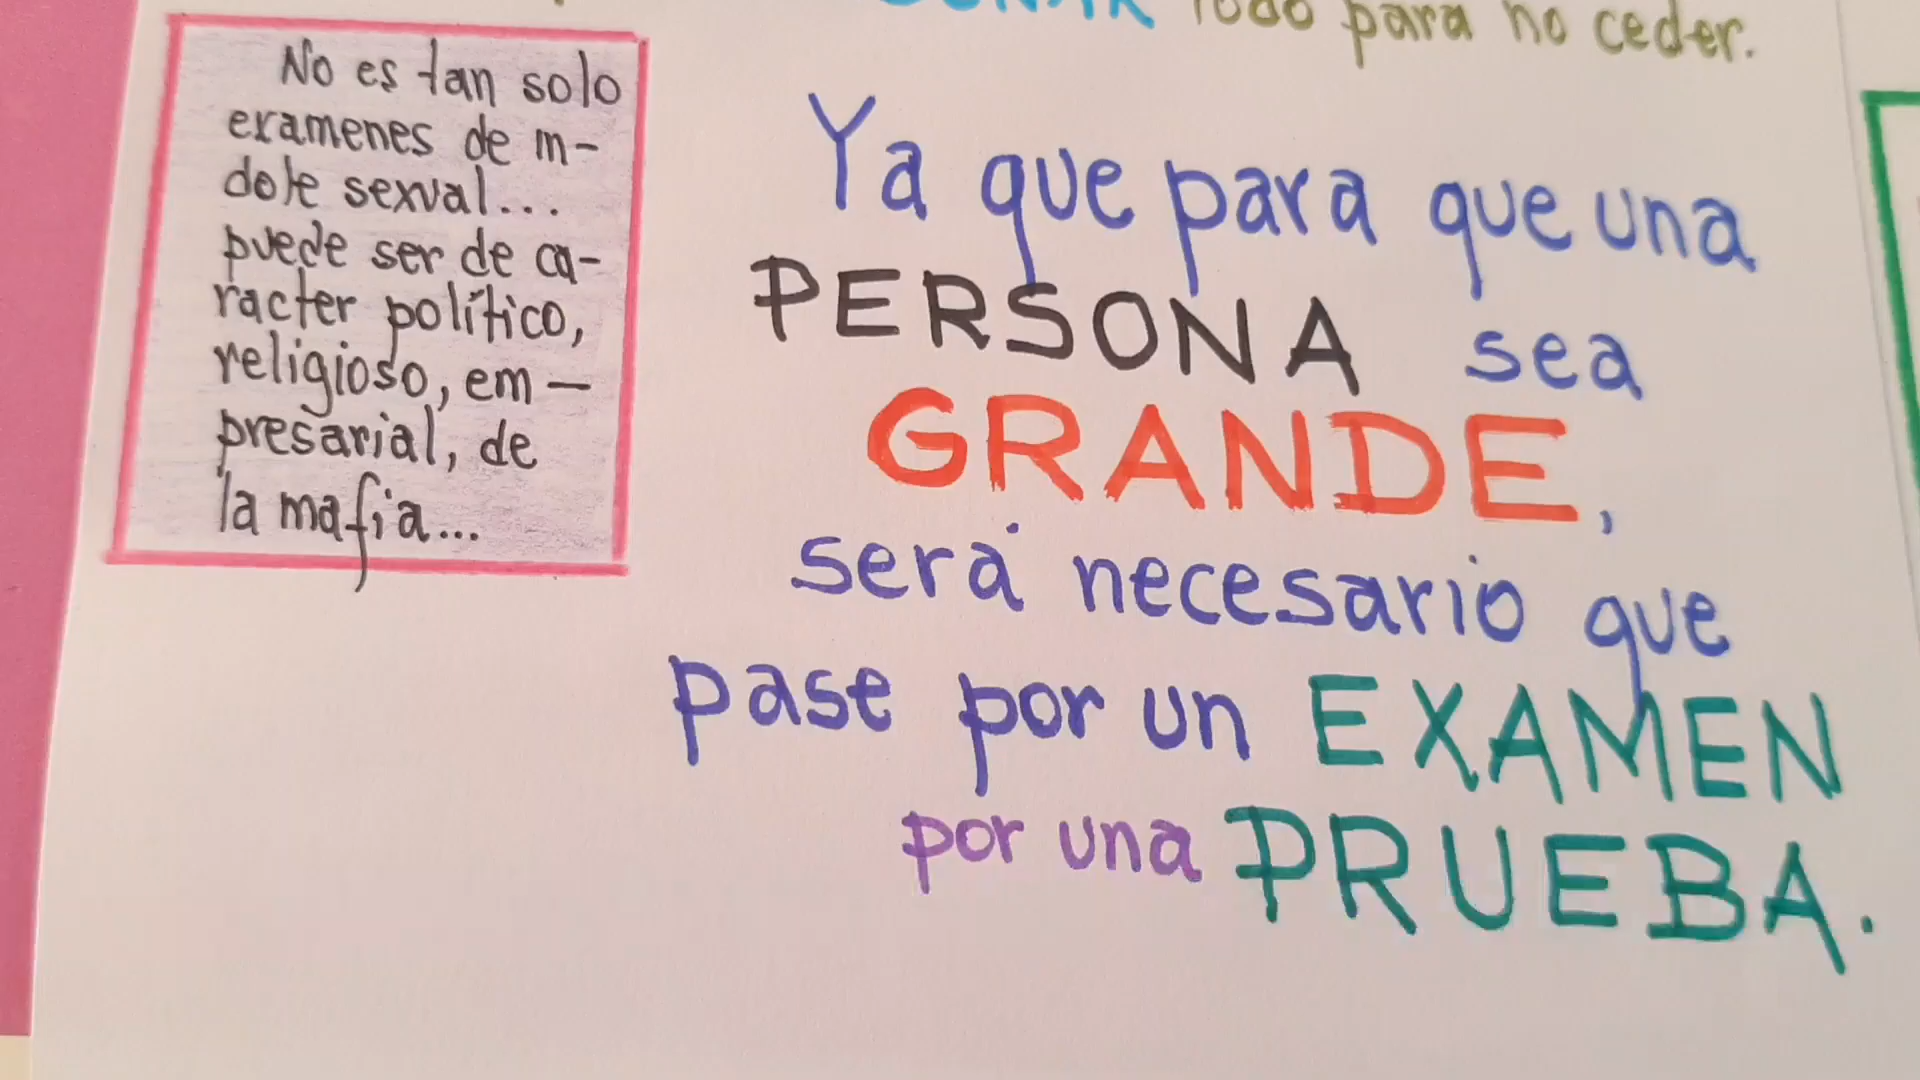 Todo para no ceder.
No es tan solo
examenes de in-
dole sexual...
puede ser de ca-
racter político,
religioso, em-
presarial, de
la mafia...
Ya que para que una
PERSONA sea
GRANDE,
será necesario que
pase por un EXAMEN
por una PRUEBA.